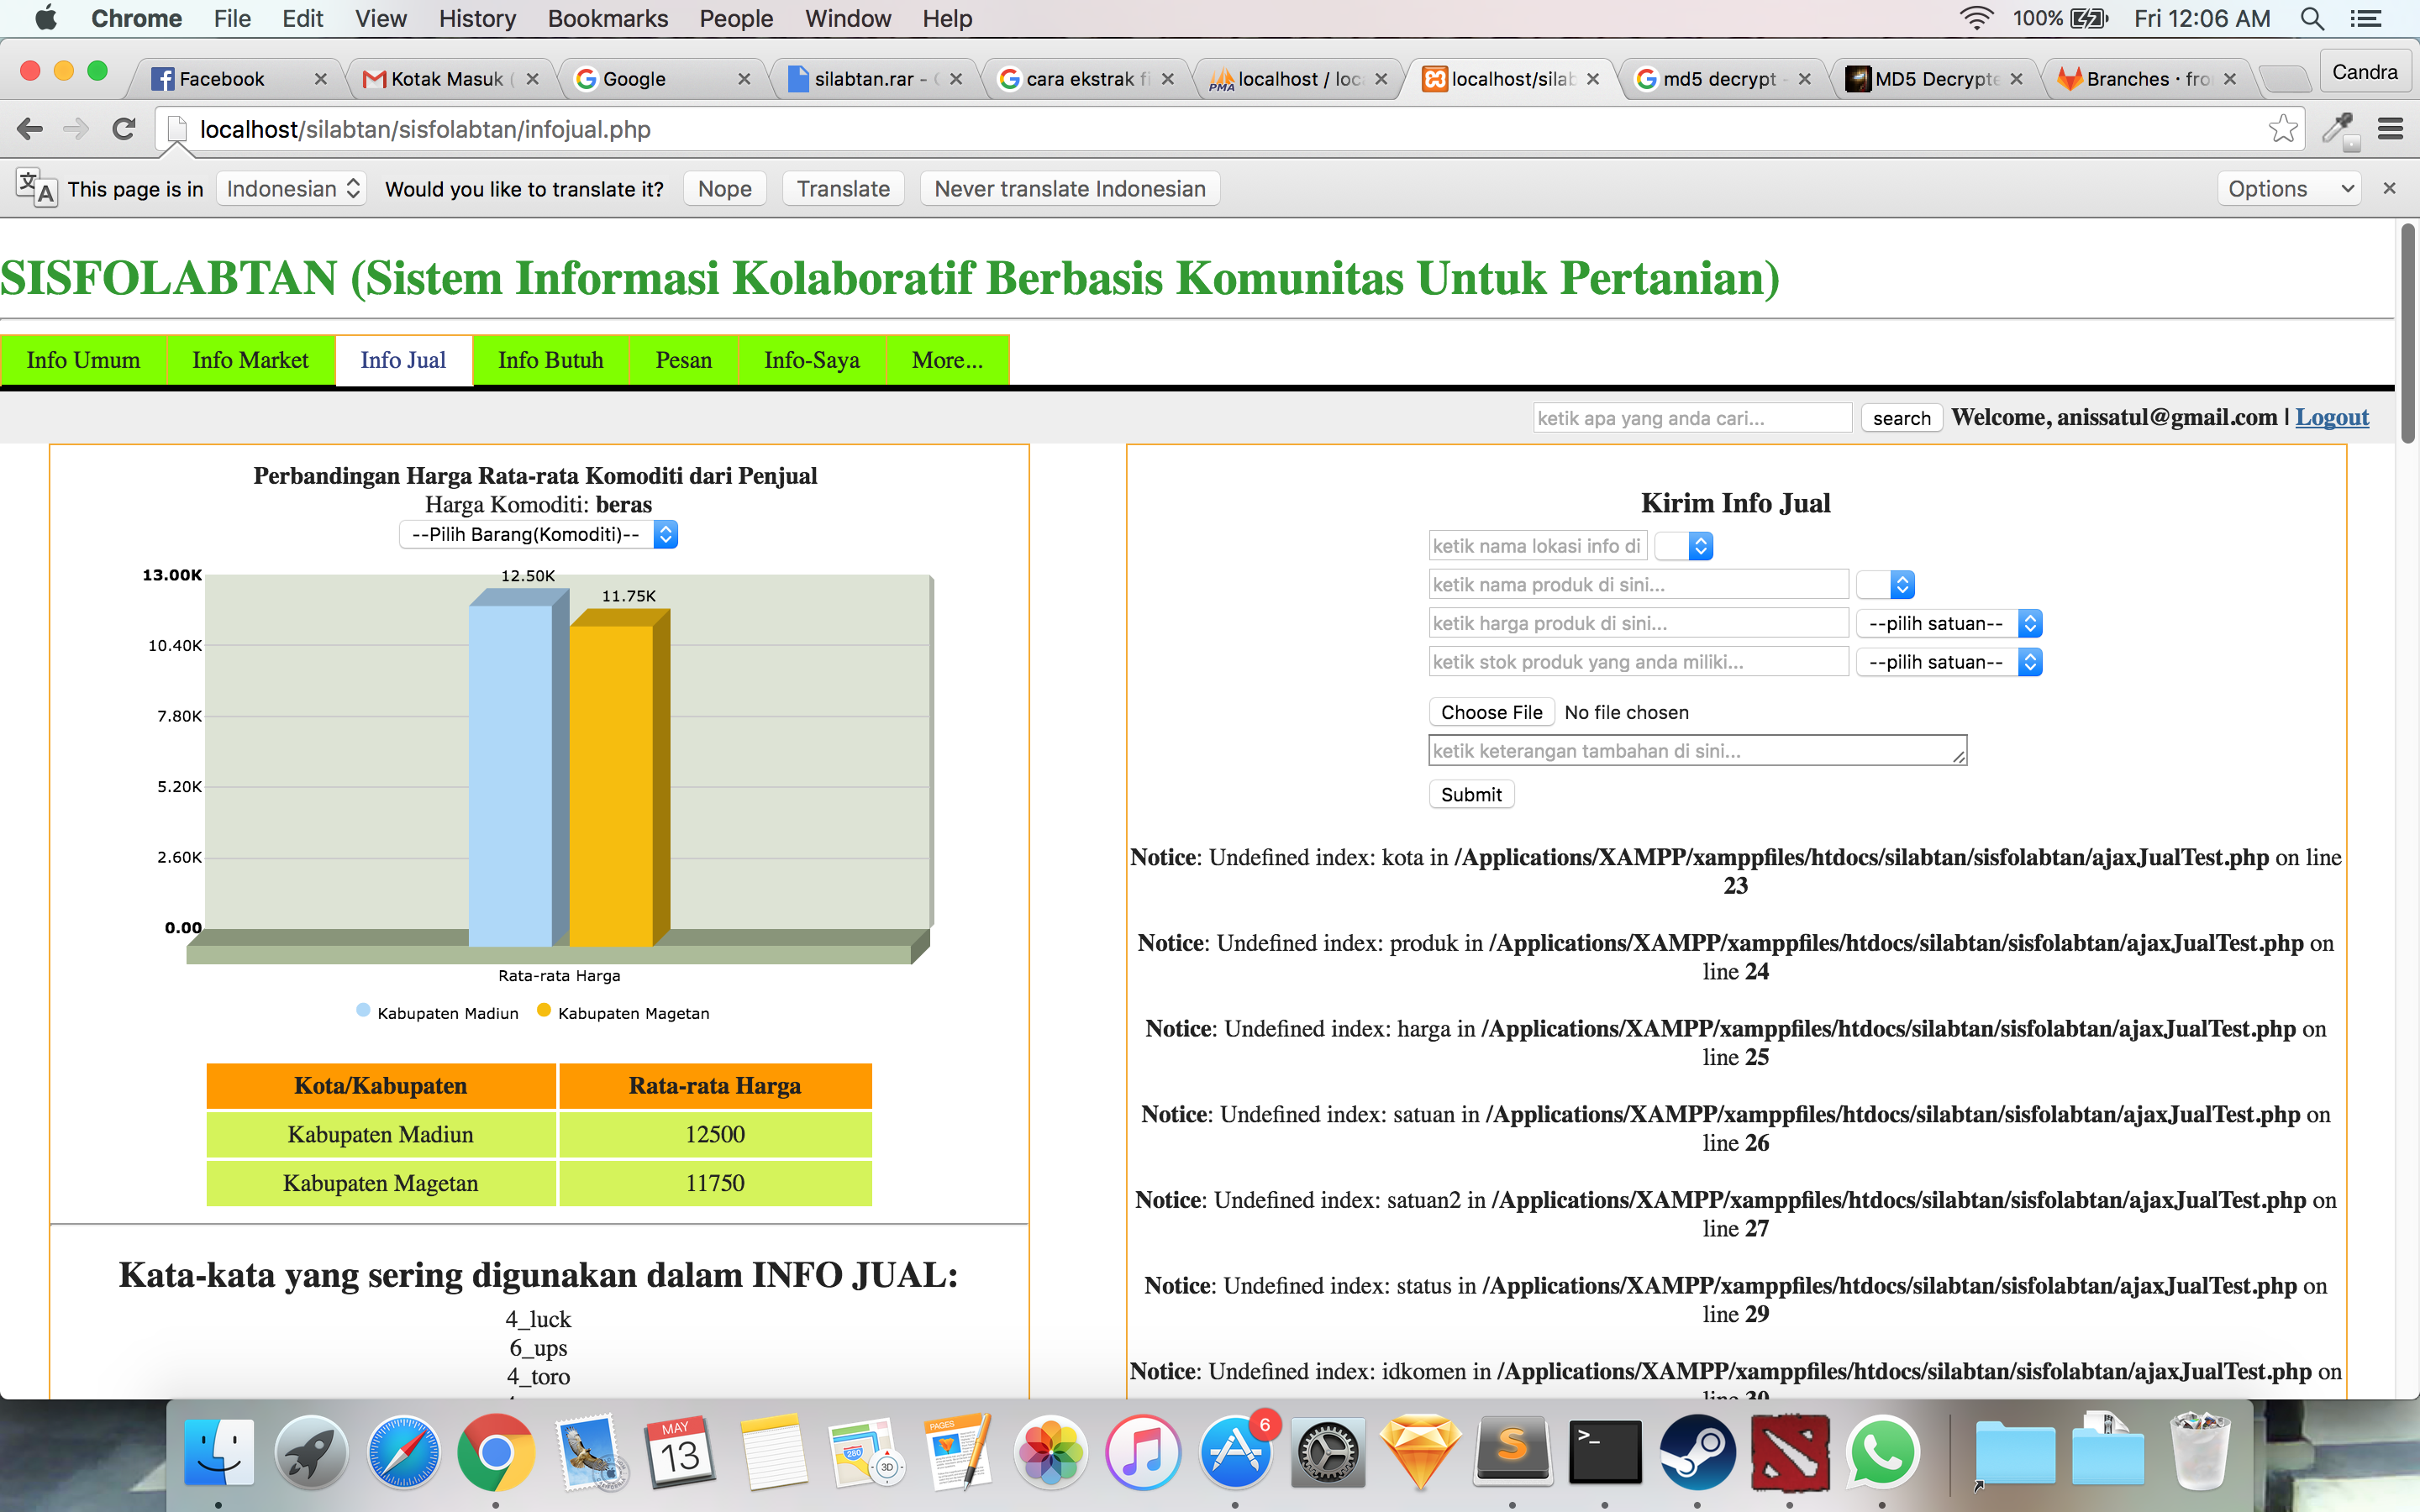 Chrome File Edit View History Bookmarks People Window Help 100% Fri 12:06 AM
Facebook Kotak Masuk ( Google silabtan.rar - cara ekstrak fi localhost / loca localhost/silab md5 decrypt - MD5 Decrypte Branches · fro Candra
localhost/silabtan/sisfolabtan/infojual.php
This page is in Indonesian Would you like to translate it? Nope Translate Never translate Indonesian Options
SISFOLABTAN (Sistem Informasi Kolaboratif Berbasis Komunitas Untuk Pertanian)
Info Umum Info Market Info Jual Info Butuh Pesan Info-Saya More...
ketik apa yang anda cari... search Welcome, anissatul@gmail.com | Logout
Perbandingan Harga Rata-rata Komoditi dari Penjual
Harga Komoditi: beras
--Pilih Barang(Komoditi)--
13.00K
12.50K
11.75K
10.40K
7.80K
5.20K
2.60K
0.00
Rata-rata Harga
Kabupaten Madiun Kabupaten Magetan
Kota/Kabupaten Rata-rata Harga
Kabupaten Madiun 12500
Kabupaten Magetan 11750
Kata-kata yang sering digunakan dalam INFO JUAL:
4_luck
6_ups
4_toro
Kirim Info Jual
ketik nama lokasi info di
ketik nama produk di sini...
ketik harga produk di sini... --pilih satuan--
ketik stok produk yang anda miliki... --pilih satuan--
Choose File No file chosen
ketik keterangan tambahan di sini...
Submit
Notice: Undefined index: kota in /Applications/XAMPP/xamppfiles/htdocs/silabtan/sisfolabtan/ajaxJualTest.php on line
23
Notice: Undefined index: produk in /Applications/XAMPP/xamppfiles/htdocs/silabtan/sisfolabtan/ajaxJualTest.php on
line 24
Notice: Undefined index: harga in /Applications/XAMPP/xamppfiles/htdocs/silabtan/sisfolabtan/ajaxJualTest.php on
line 25
Notice: Undefined index: satuan in /Applications/XAMPP/xamppfiles/htdocs/silabtan/sisfolabtan/ajaxJualTest.php on
line 26
Notice: Undefined index: satuan2 in /Applications/XAMPP/xamppfiles/htdocs/silabtan/sisfolabtan/ajaxJualTest.php on
line 27
Notice: Undefined index: status in /Applications/XAMPP/xamppfiles/htdocs/silabtan/sisfolabtan/ajaxJualTest.php on
line 29
Notice: Undefined index: idkomen in /Applications/XAMPP/xamppfiles/htdocs/silabtan/sisfolabtan/ajaxJualTest.php on
line 30
MAY
13
280
3D
PAGES
6